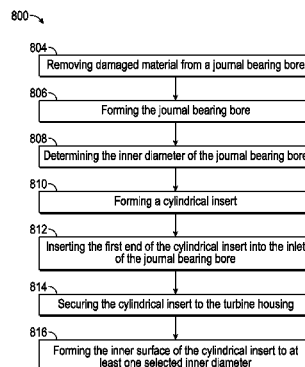 800
804
Removing damaged material from a journal bearing bore
806
Forming the journal bearing bore
808
Determining the inner diameter of the journal bearing bore
810
Forming a cylindrical insert
812
Inserting the first end of the cylindrical insert into the inlet
of the journal bearing bore
814
Securing the cylindrical insert to the turbine housing
816
Forming the inner surface of the cylindrical insert to at
least one selected inner diameter